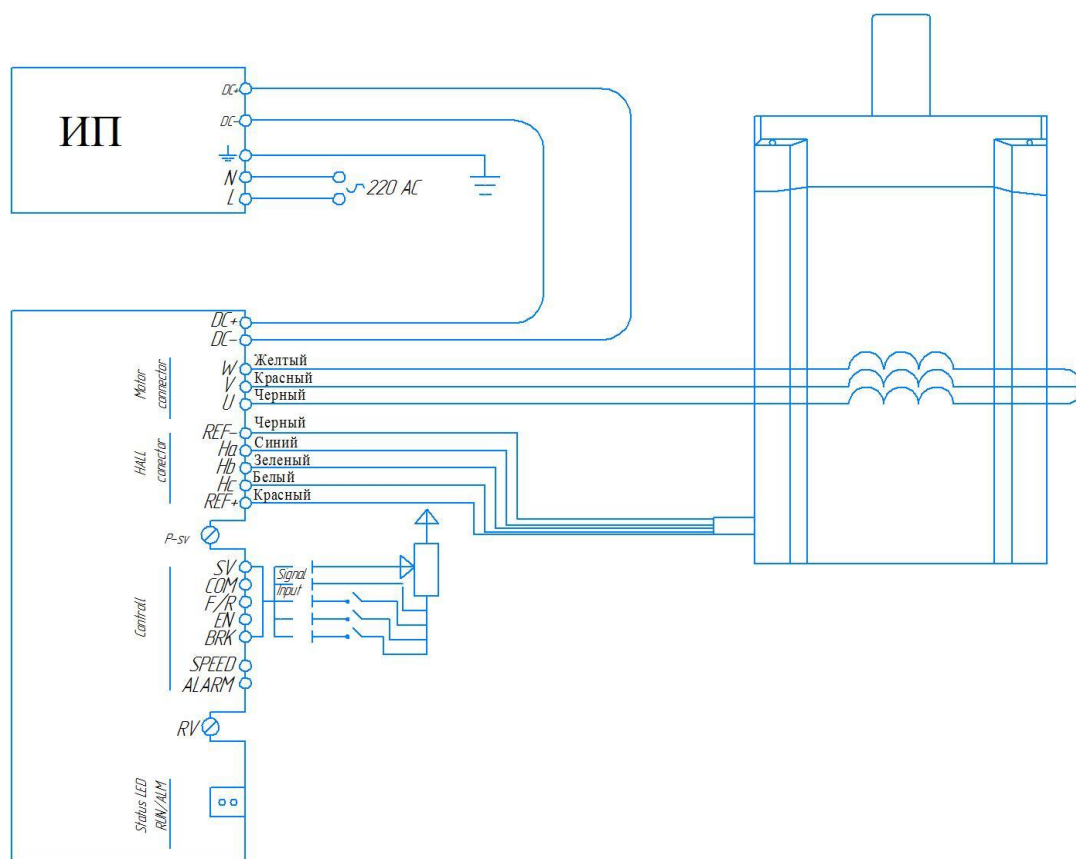 DC+
ИП
DC-
N
220 AC
L
DC+
DC-
Motor
connector
W Желтый
V Красный
U Черный
HALL
conector
REF- Черный
Ha Синий
Hb Зеленый
Hc Белый
REF+ Красный
P-sv
Controll
SV
COM
F/R
EN
BRK
SPEED
ALARM
Signal
Input
RV
Status LED
RUN/ALM